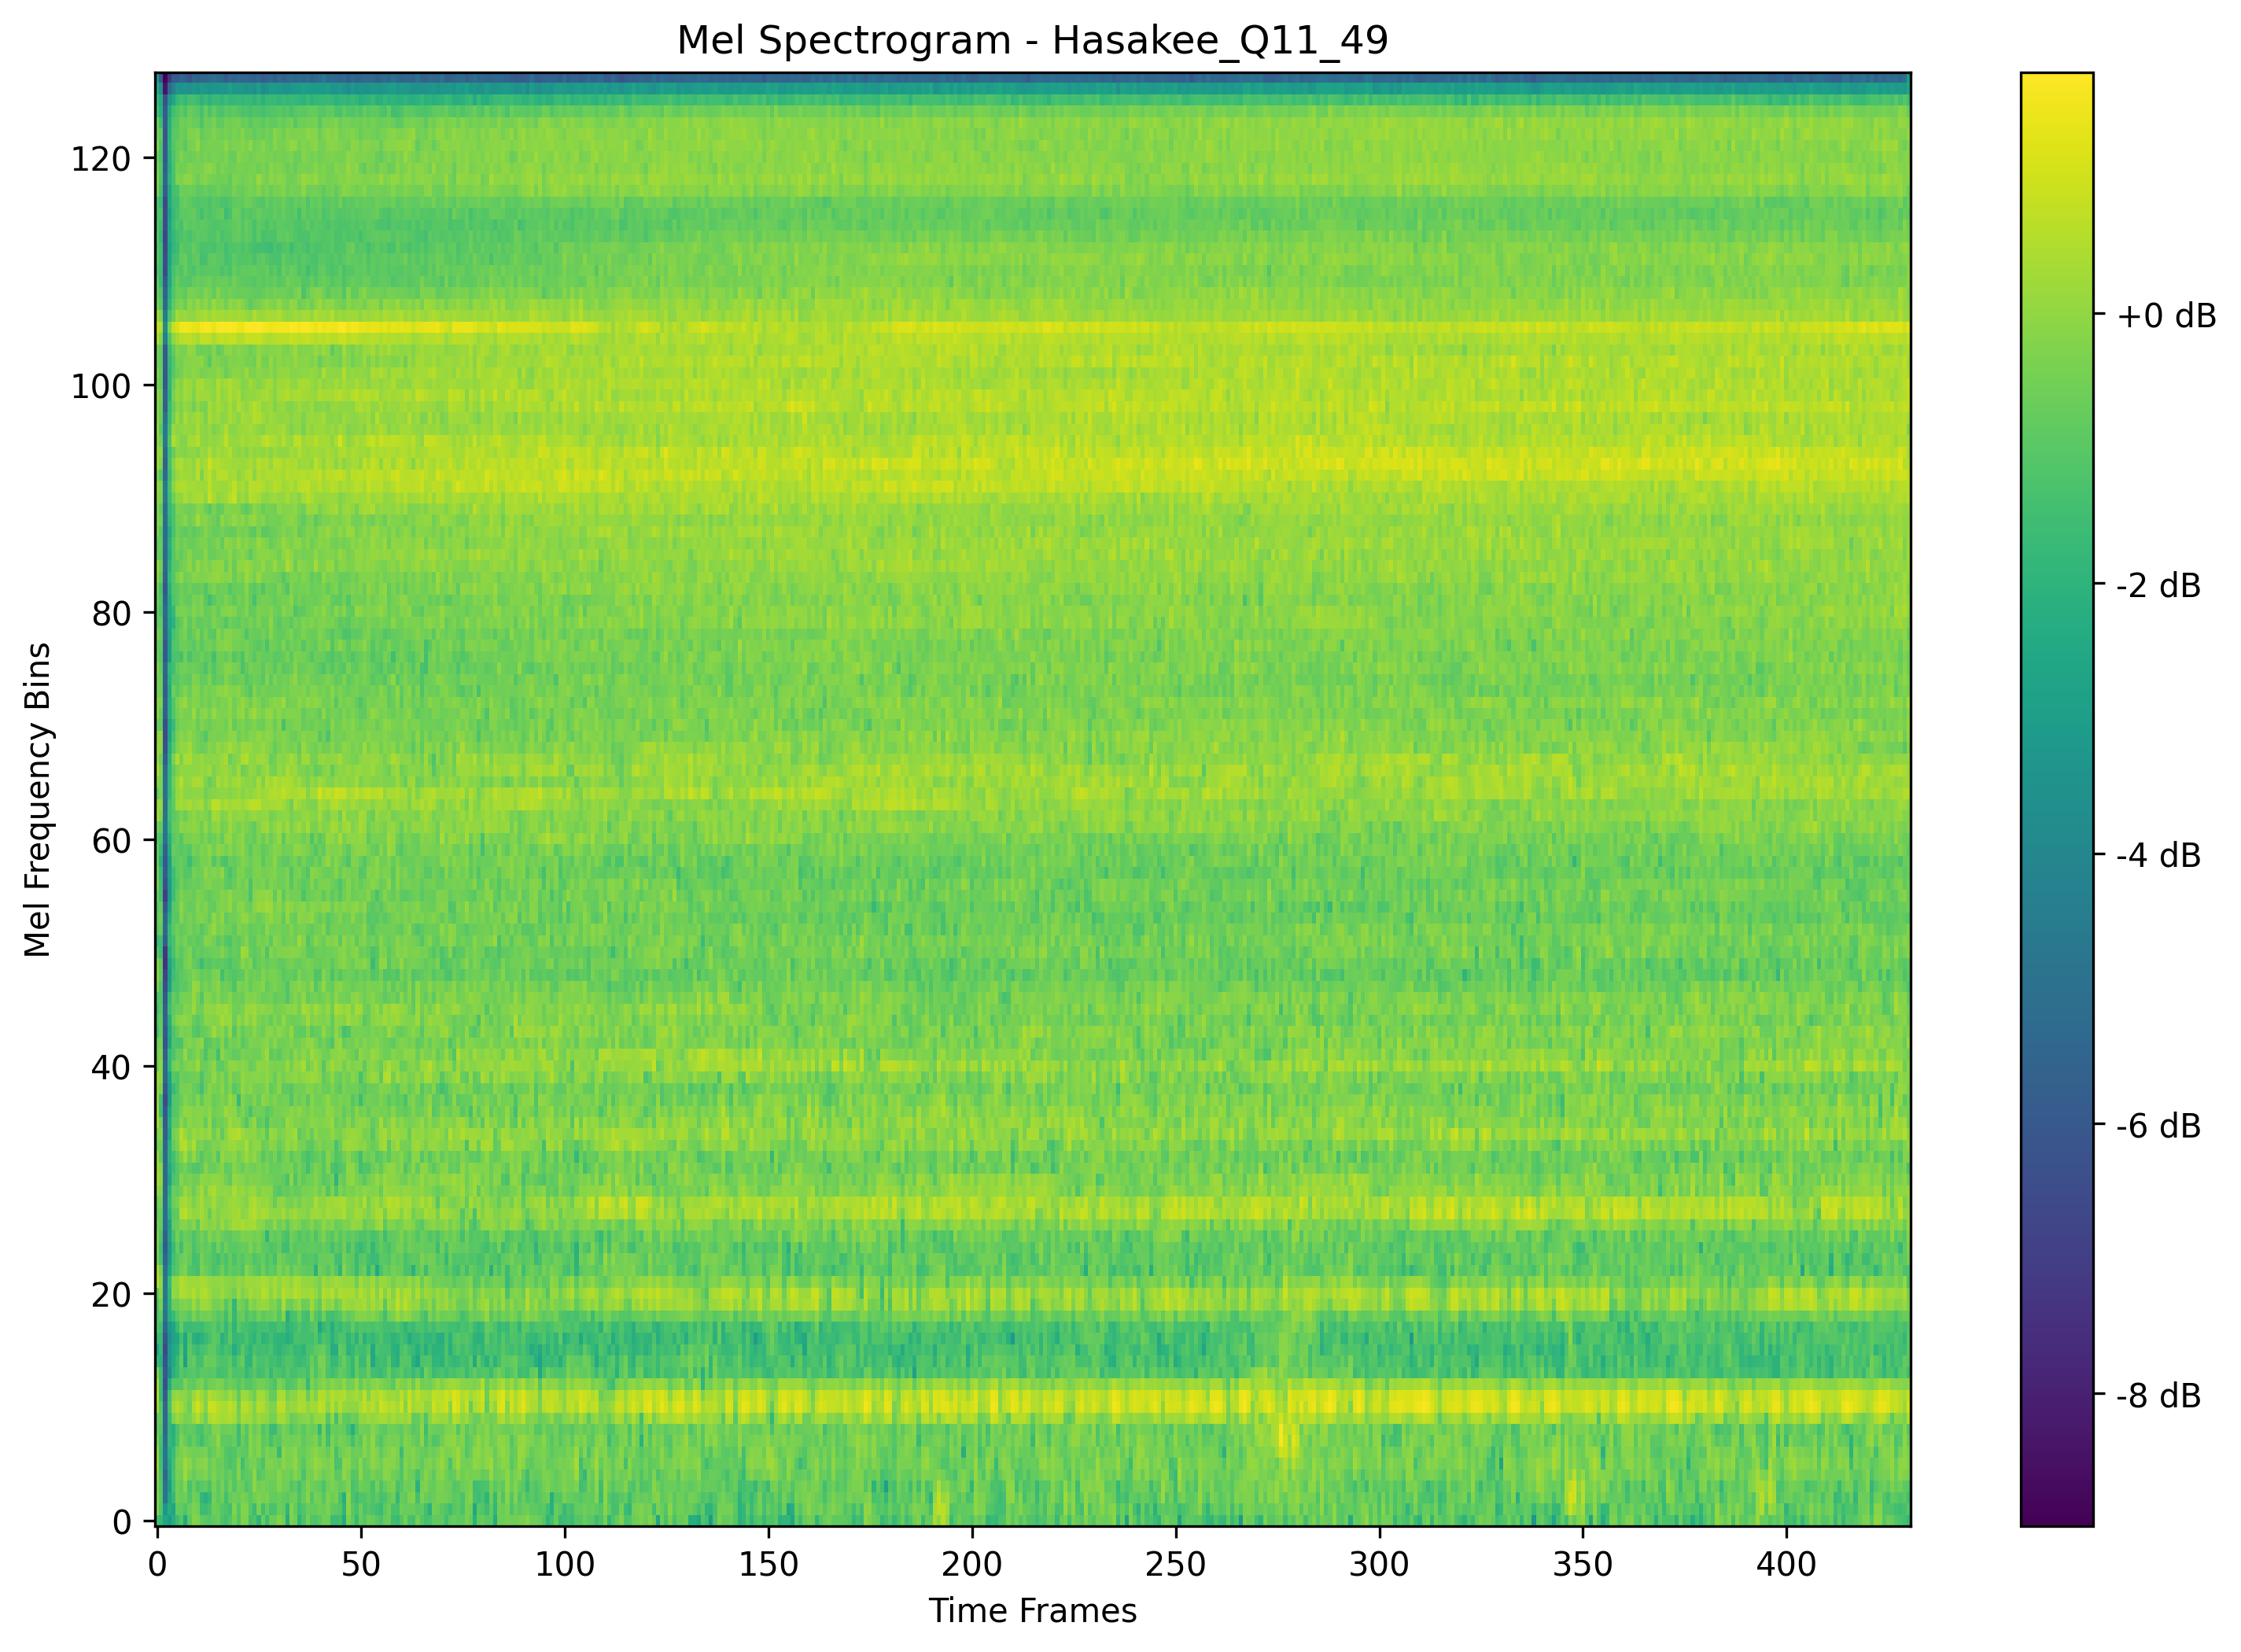 Mel Spectrogram - Hasakee_Q11_49
Mel Frequency Bins
120
100
80
60
40
20
0
0 50 100 150 200 250 300 350 400
Time Frames
+0 dB
-2 dB
-4 dB
-6 dB
-8 dB